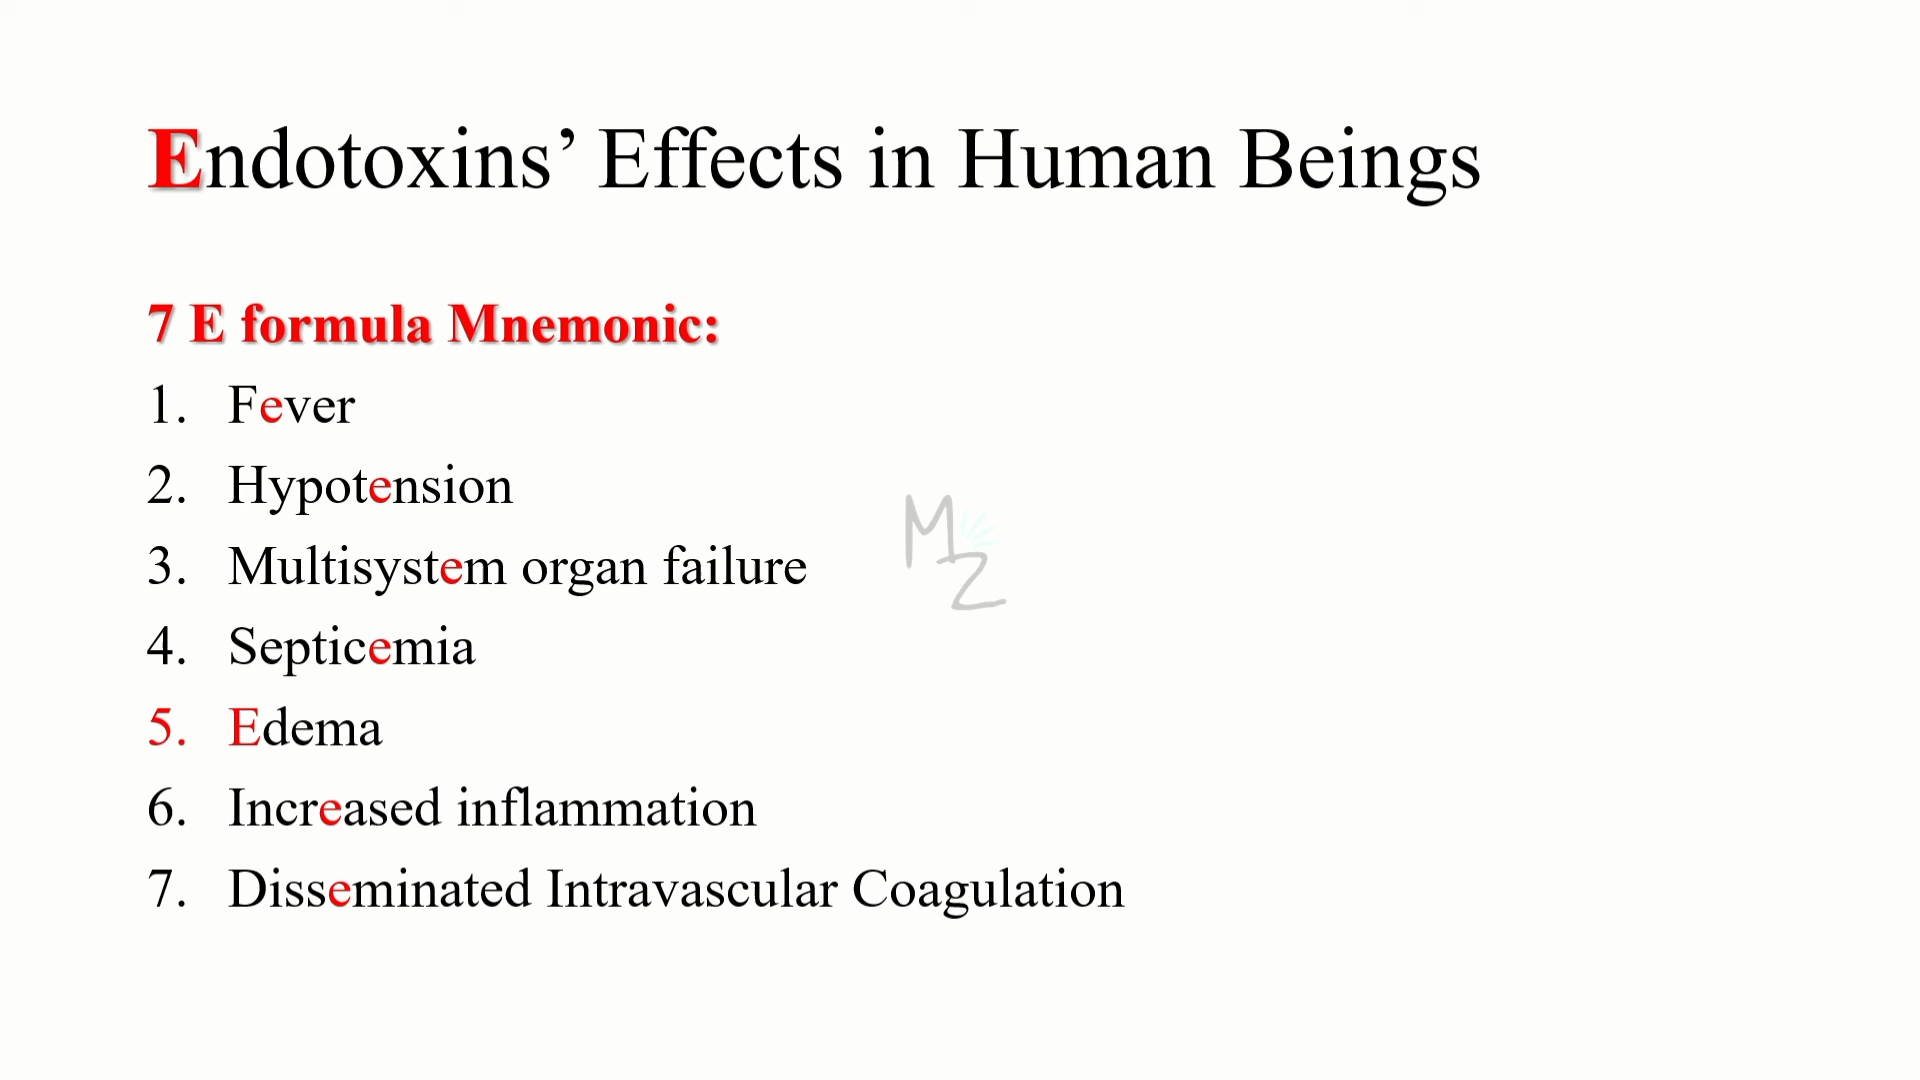 Endotoxins’ Effects in Human Beings
7 E formula Mnemonic:
1. Fever
2. Hypotension
3. Multisystem organ failure
4. Septicemia
5. Edema
6. Increased inflammation
7. Disseminated Intravascular Coagulation
MZ